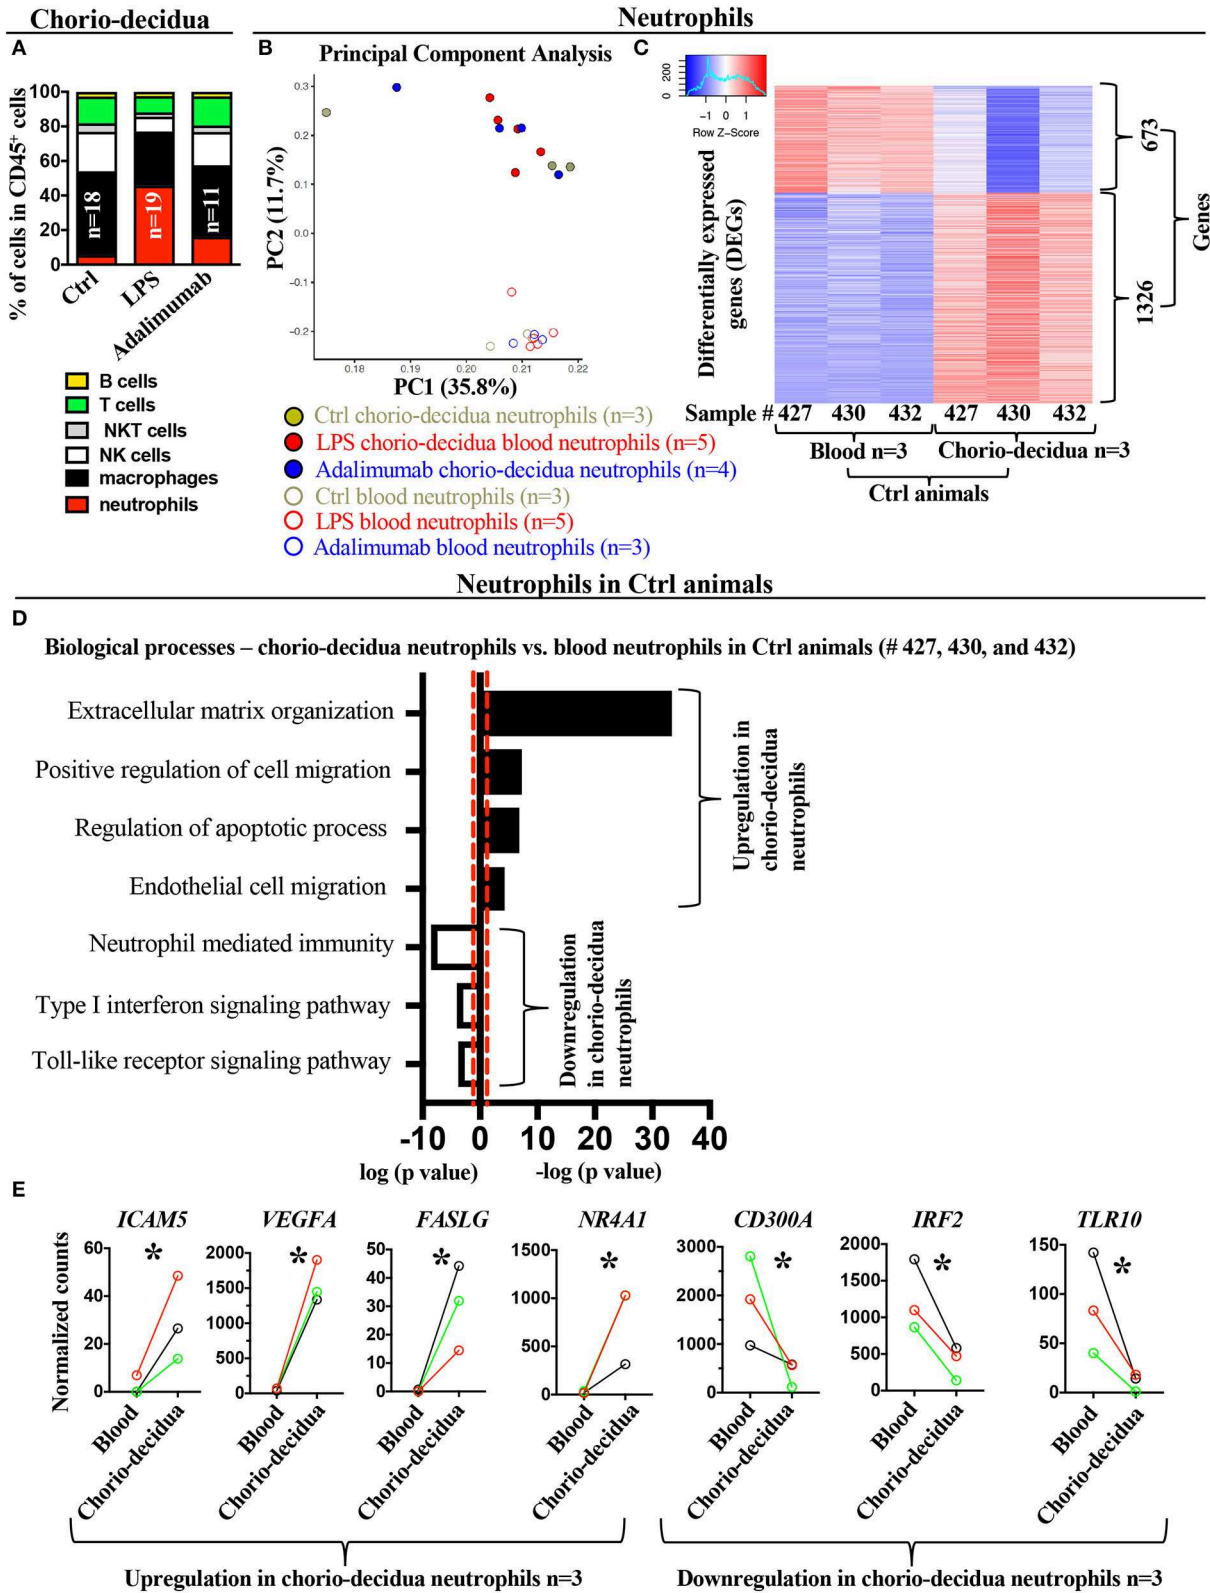 Chorio-decidua
Neutrophils
A
% of cells in CD45+ cells
100
80
60
40
20
0
n=18
n=19
n=11
Ctrl
LPS
Adalimumab
B cells
T cells
NKT cells
NK cells
macrophages
neutrophils
B
Principal Component Analysis
PC2 (11.7%)
0.3
0.2
0.1
0.0
-0.1
-0.2
0.18
0.19
0.20
0.21
0.22
PC1 (35.8%)
Ctrl chorio-decidua neutrophils (n=3)
LPS chorio-decidua blood neutrophils (n=5)
Adalimumab chorio-decidua neutrophils (n=4)
Ctrl blood neutrophils (n=3)
LPS blood neutrophils (n=5)
Adalimumab blood neutrophils (n=3)
C
200
0
−1 0 1
Row Z−Score
Differentially expressed
genes (DEGs)
673
1326
Genes
Sample # 427 430 432 427 430 432
Blood n=3
Chorio-decidua n=3
Ctrl animals
Neutrophils in Ctrl animals
D
Biological processes – chorio-decidua neutrophils vs. blood neutrophils in Ctrl animals (# 427, 430, and 432)
Extracellular matrix organization
Positive regulation of cell migration
Regulation of apoptotic process
Endothelial cell migration
Neutrophil mediated immunity
Type I interferon signaling pathway
Toll-like receptor signaling pathway
Upregulation in
chorio-decidua
neutrophils
Downregulation
in chorio-decidua
neutrophils
-10 0 10 20 30 40
log (p value)
-log (p value)
E
Normalized counts
ICAM5
*
60
40
20
0
Blood
Chorio-decidua
VEGFA
*
2000
1500
1000
500
0
Blood
Chorio-decidua
FASLG
*
50
40
30
20
10
0
Blood
Chorio-decidua
NR4A1
*
1500
1000
500
0
Blood
Chorio-decidua
CD300A
*
3000
2000
1000
0
Blood
Chorio-decidua
IRF2
*
2000
1500
1000
500
0
Blood
Chorio-decidua
TLR10
*
150
100
50
0
Blood
Chorio-decidua
Upregulation in chorio-decidua neutrophils n=3
Downregulation in chorio-decidua neutrophils n=3